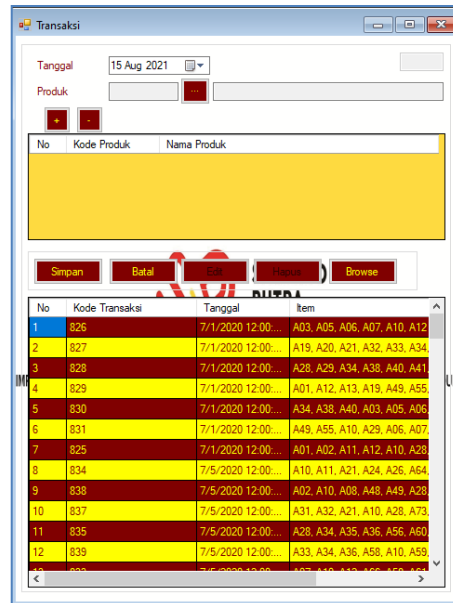 Transaksi
Tanggal 15 Aug 2021
Produk ...
+ -
No Kode Produk Nama Produk
Simpan Batal Edit Hapus Browse
No Kode Transaksi Tanggal Item
1 826 7/1/2020 12:00:... A03, A05, A06, A07, A10, A12
2 827 7/1/2020 12:00:... A19, A20, A21, A32, A33, A34,
3 828 7/1/2020 12:00:... A28, A29, A34, A38, A40, A41,
4 829 7/1/2020 12:00:... A01, A12, A13, A19, A49, A55,
5 830 7/1/2020 12:00:... A34, A38, A40, A03, A05, A06,
6 831 7/1/2020 12:00:... A49, A55, A10, A29, A06, A07,
7 825 7/1/2020 12:00:... A01, A02, A11, A12, A10, A28,
8 834 7/5/2020 12:00:... A10, A11, A21, A24, A26, A64,
9 838 7/5/2020 12:00:... A02, A10, A08, A48, A49, A28,
10 837 7/5/2020 12:00:... A31, A32, A21, A10, A28, A73,
11 835 7/5/2020 12:00:... A28, A34, A35, A36, A56, A60,
12 839 7/5/2020 12:00:... A33, A34, A36, A58, A10, A59,